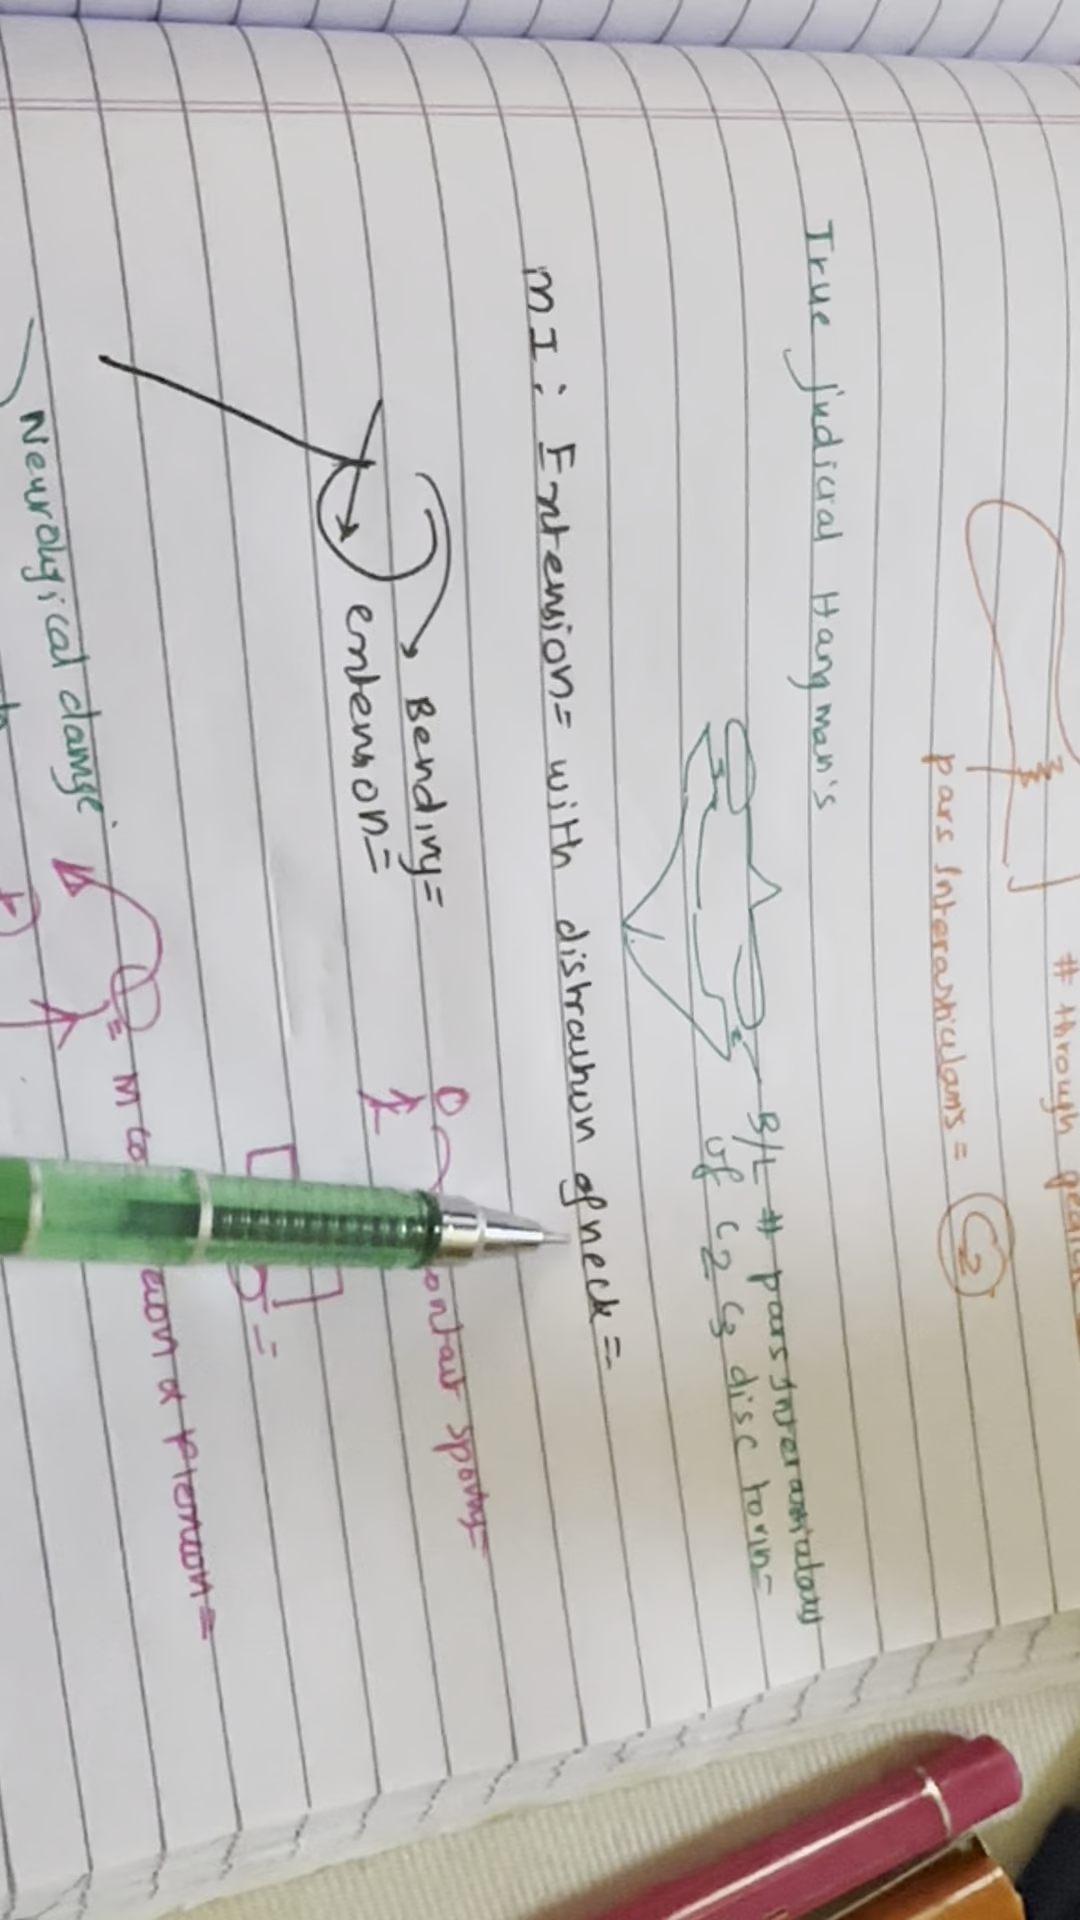 # through
pars interarticularis = C2
True judicial Hangman's
B/L # pars interarticularis
of C2 C3 disc torn =
MI : Extension = with distraction of neck =
Bending =
extension =
sports =
Neurological damage